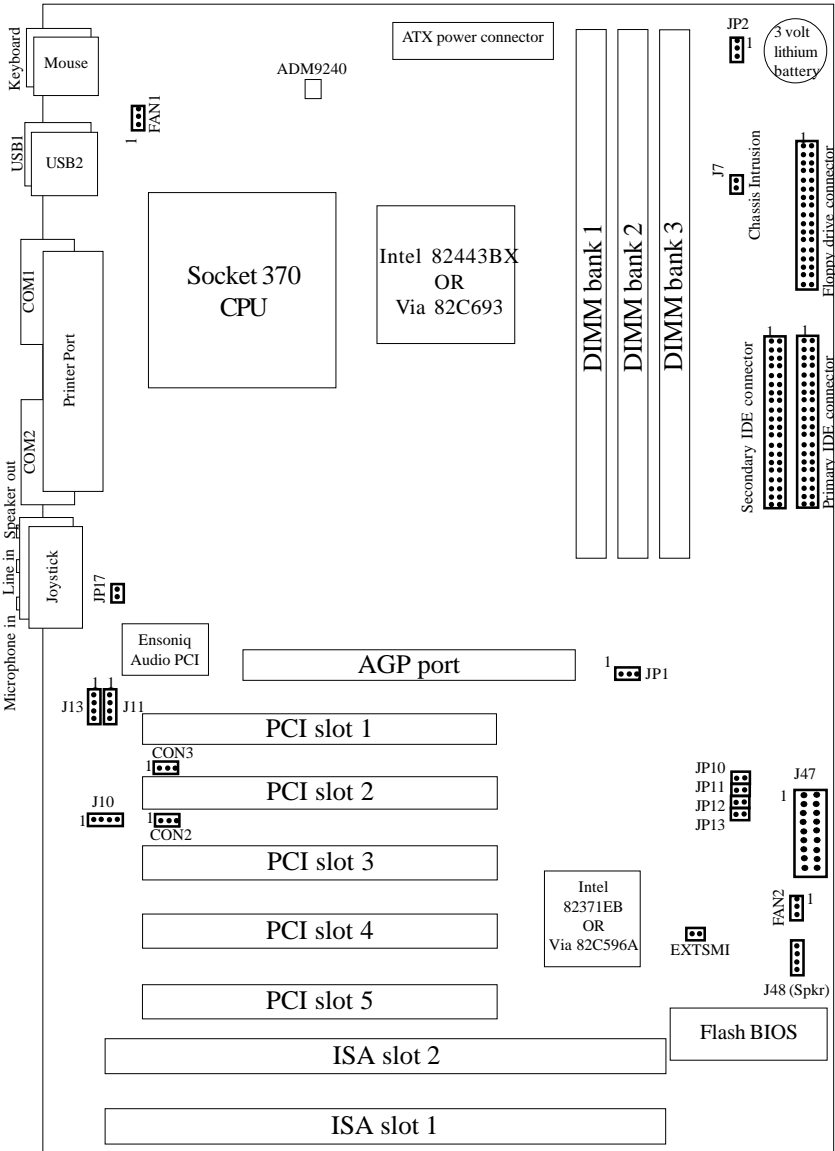 Keyboard
Mouse
ATX power connector
JP2
1
3 volt
lithium
battery
ADM9240
FAN1
1
USB1
USB2
J7
Chassis Intrusion
1
Floppy drive connector
Socket 370
CPU
Intel 82443BX
OR
Via 82C693
DIMM bank 1
DIMM bank 2
DIMM bank 3
COM1
Printer Port
COM2
1
Secondary IDE connector
1
Primary IDE connector
Speaker out
Line in
Microphone in
Joystick
JP17
Ensoniq
Audio PCI
AGP port
1
JP1
1
1
J13
J11
PCI slot 1
CON3
1
PCI slot 2
J10
1
1
CON2
JP10
JP11
JP12
JP13
J47
1
PCI slot 3
Intel
82371EB
OR
Via 82C596A
FAN2
1
PCI slot 4
EXTSMI
J48 (Spkr)
PCI slot 5
Flash BIOS
ISA slot 2
ISA slot 1